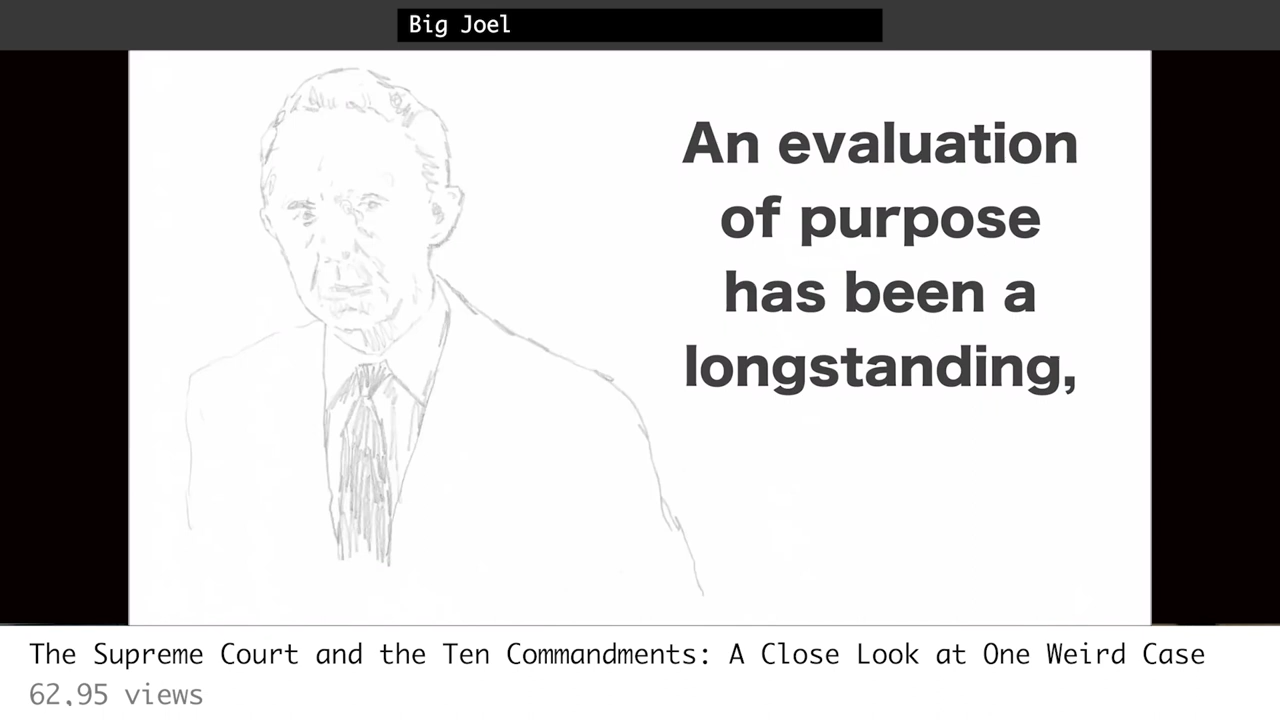 Big Joel
An evaluation
of purpose
has been a
longstanding,
The Supreme Court and the Ten Commandments: A Close Look at One Weird Case
62,95 views